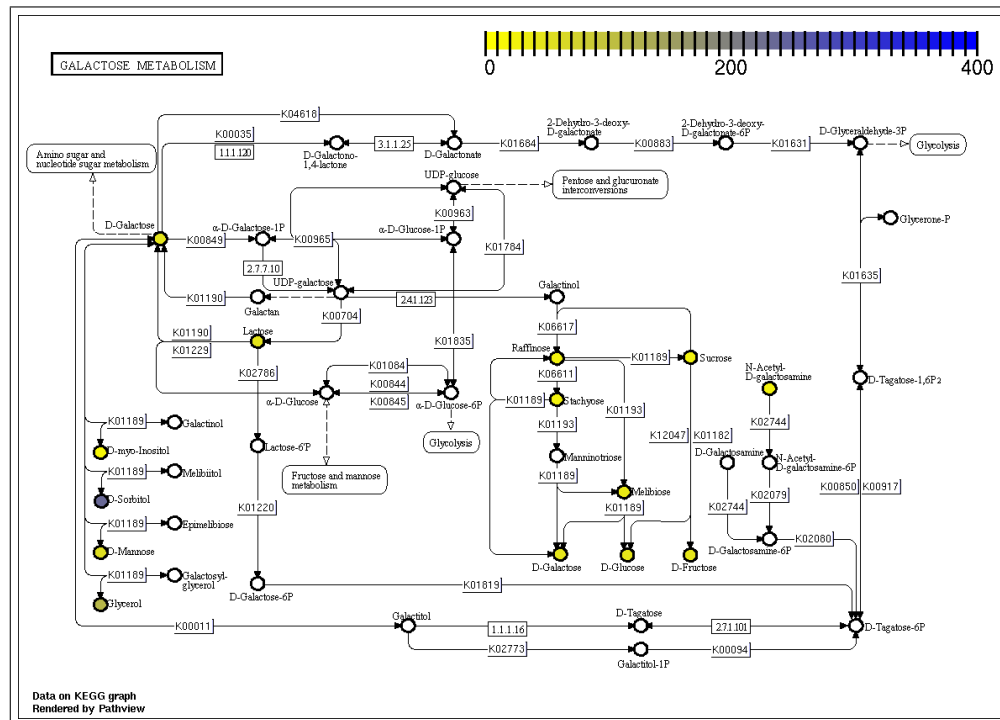 GALACTOSE METABOLISM
0
200
400
K04618
K00035
1.1.1.120
3.1.1.25
D-Galactono-
1,4-lactone
D-Galactonate
K01684
2-Dehydro-3-deoxy-
D-galactonate
K00883
2-Dehydro-3-deoxy-
D-galactonate-6P
K01631
D-Glyceraldehyde-3P
Glycolysis
Amino sugar and
nucleotide sugar metabolism
UDP-glucose
Pentose and glucuronate
interconversions
K00963
K01784
Glycerone-P
D-Galactose
K00849
α-D-Galactose-1P
K00965
α-D-Glucose-1P
2.7.7.10
UDP-galactose
K01635
K01190
Galactan
2.4.1.123
Galactinol
K00704
K01190
K01229
Lactose
K01835
K06617
Raffinose
K01189
Sucrose
K02786
K01084
K00844
K00845
α-D-Glucose
α-D-Glucose-6P
K06611
K01189
Stachyose
K01193
N-Acetyl-
D-galactosamine
D-Tagatose-1,6P2
K01189
Galactinol
D-myo-Inositol
Lactose-6'P
Glycolysis
Fructose and mannose
metabolism
K01193
Manninotriose
K12047
K01182
K02744
D-Galactosamine
N-Acetyl-
D-galactosamine-6P
K01189
Melibiitol
D-Sorbitol
K01189
Melibiose
K01189
K02744
K02079
K00850
K00917
K01220
K01189
Epimelibiose
D-Mannose
D-Galactose
D-Glucose
D-Fructose
D-Galactosamine-6P
K02080
K01189
Galactosyl-
glycerol
Glycerol
D-Galactose-6P
K01819
K00011
Galactitol
1.1.1.16
D-Tagatose
2.7.1.101
D-Tagatose-6P
K02773
Galactitol-1P
K00094
Data on KEGG graph
Rendered by Pathview